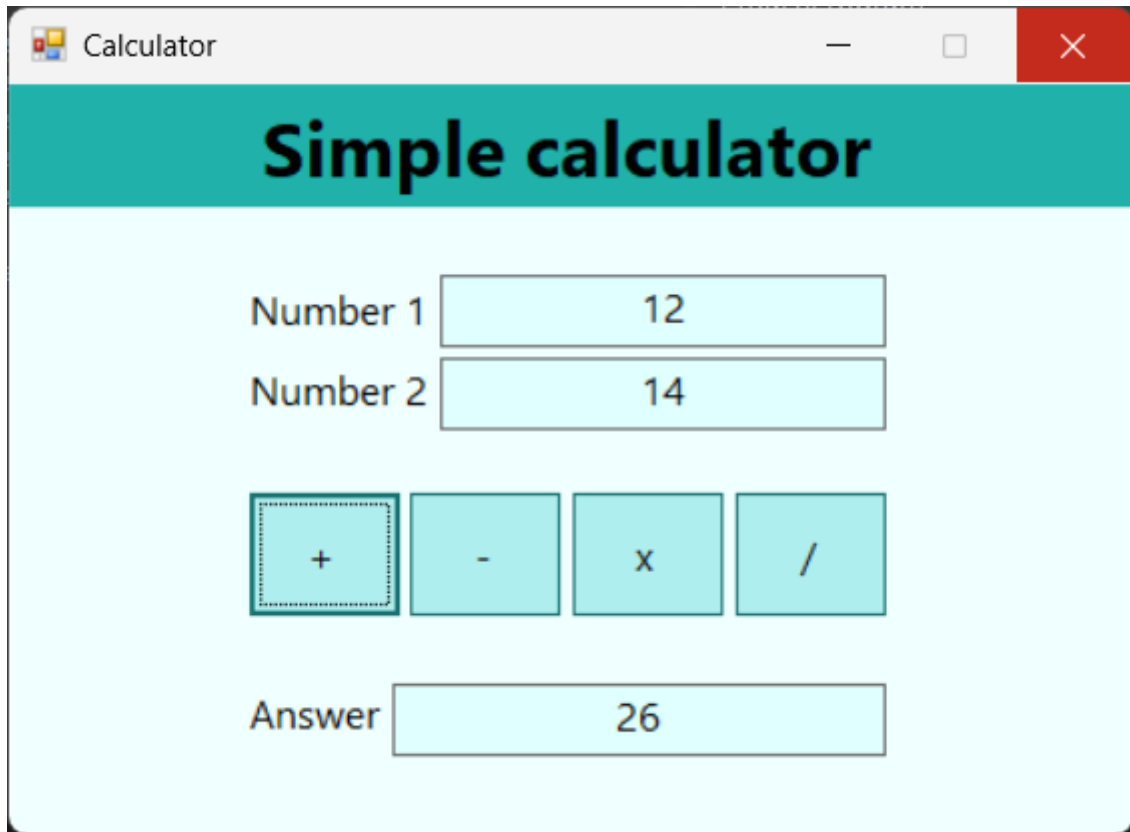 Calculator
Simple calculator
Number 1 12
Number 2 14
+ - x /
Answer 26